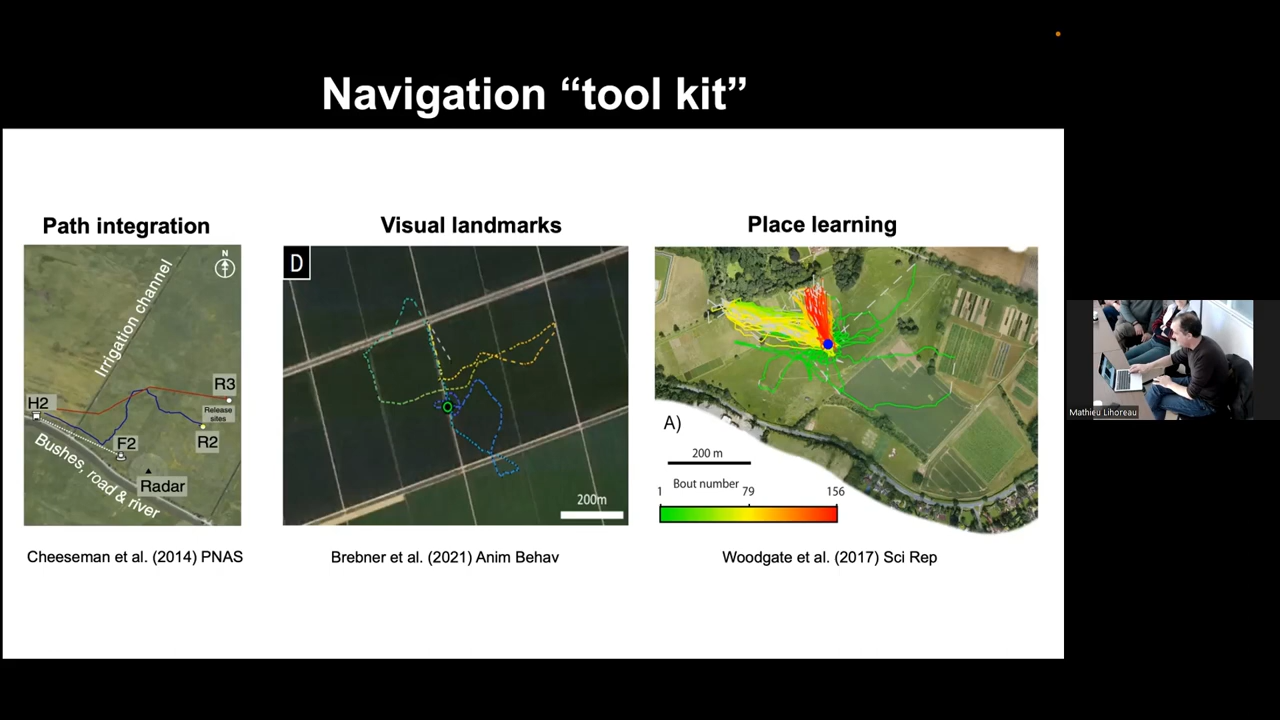 Navigation “tool kit”
Path integration
Visual landmarks
Place learning
N
Irrigation channel
H2
R3
Release
sites
R2
F2
Radar
Bushes, road & river
D
200m
A)
200 m
Bout number
1 79 156
Cheeseman et al. (2014) PNAS
Brebner et al. (2021) Anim Behav
Woodgate et al. (2017) Sci Rep
Mathieu Lihoreau